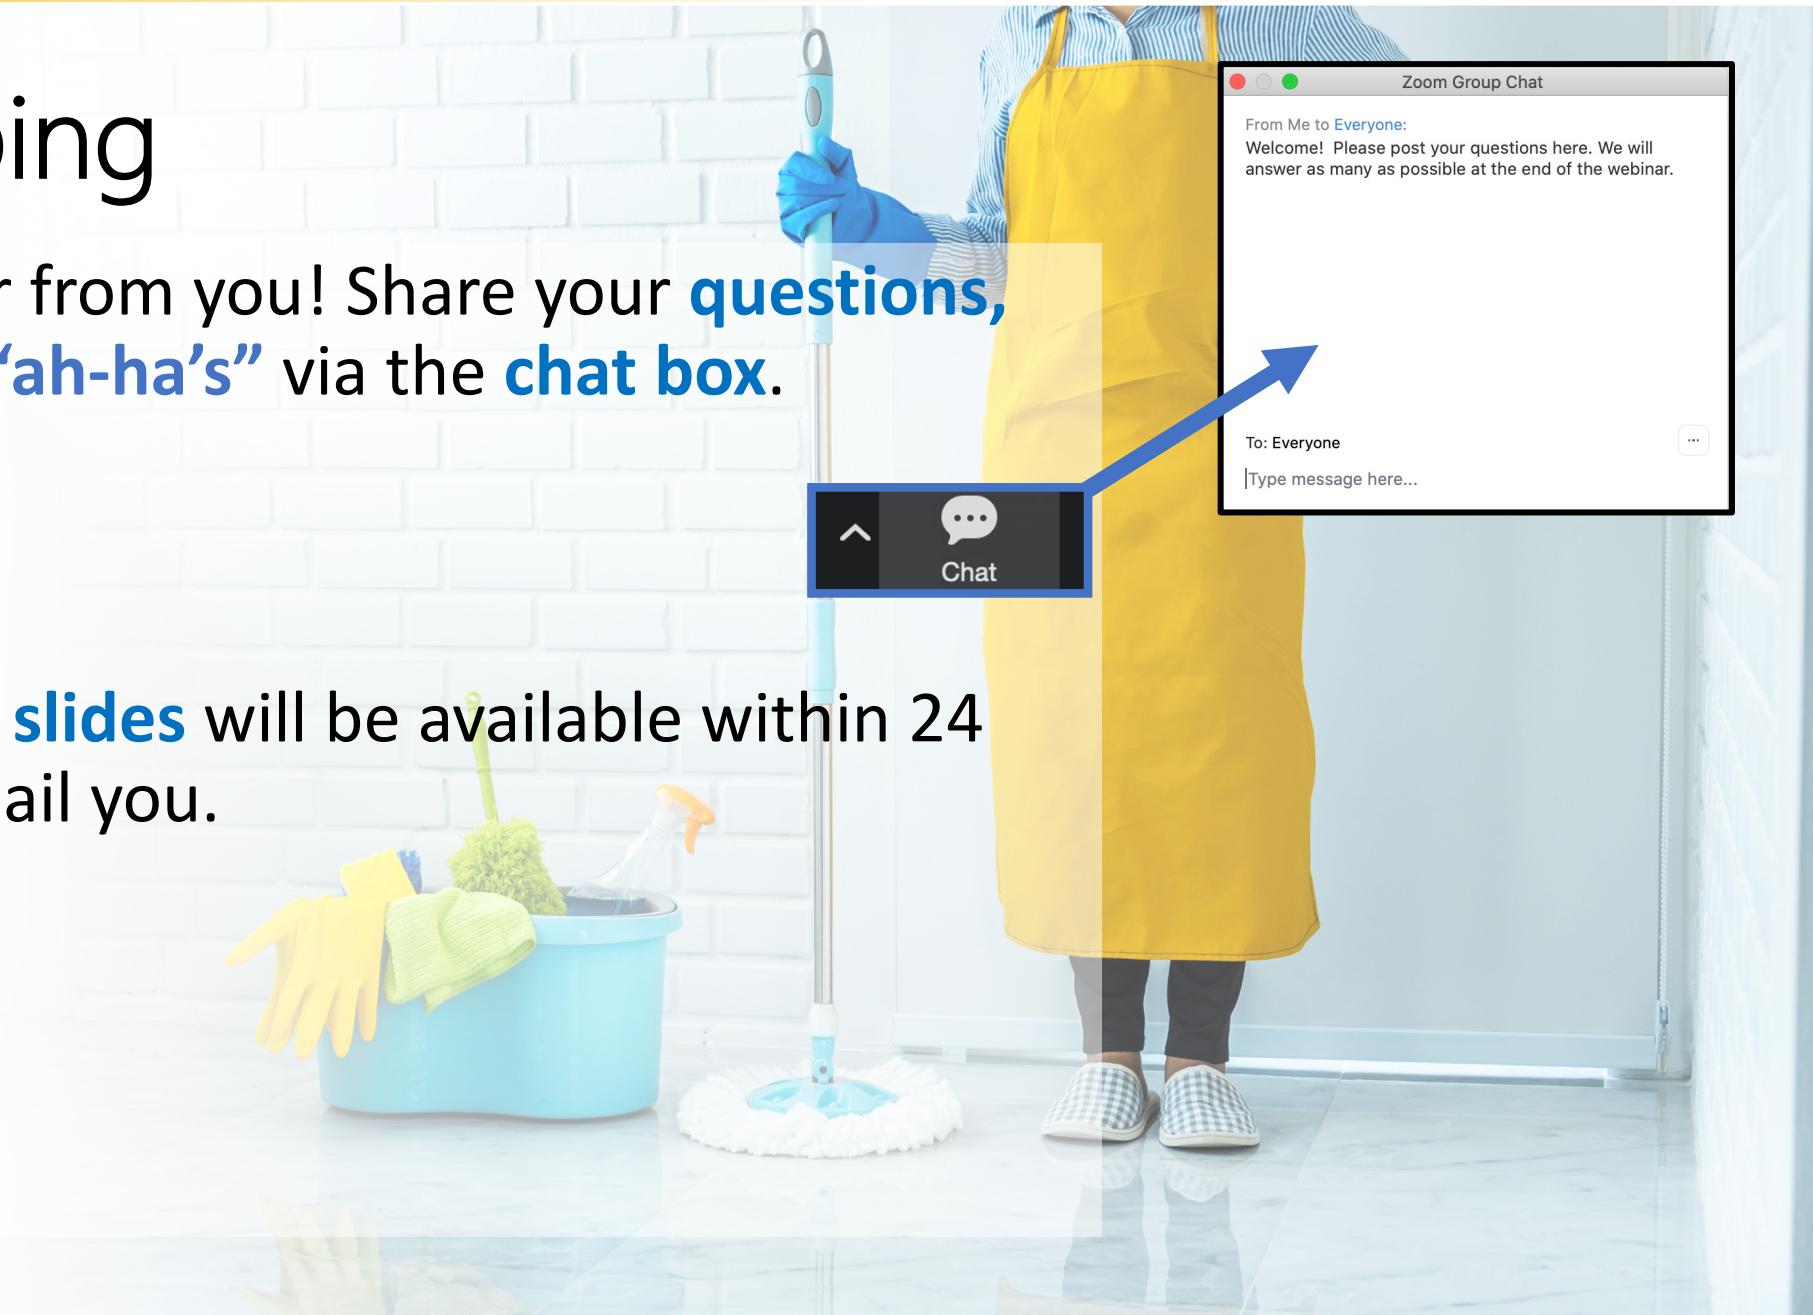 ping
r from you! Share your questions,
“ah-ha’s” via the chat box.
Chat
slides will be available within 24
ail you.
Zoom Group Chat
From Me to Everyone:
Welcome! Please post your questions here. We will
answer as many as possible at the end of the webinar.
To: Everyone
Type message here...